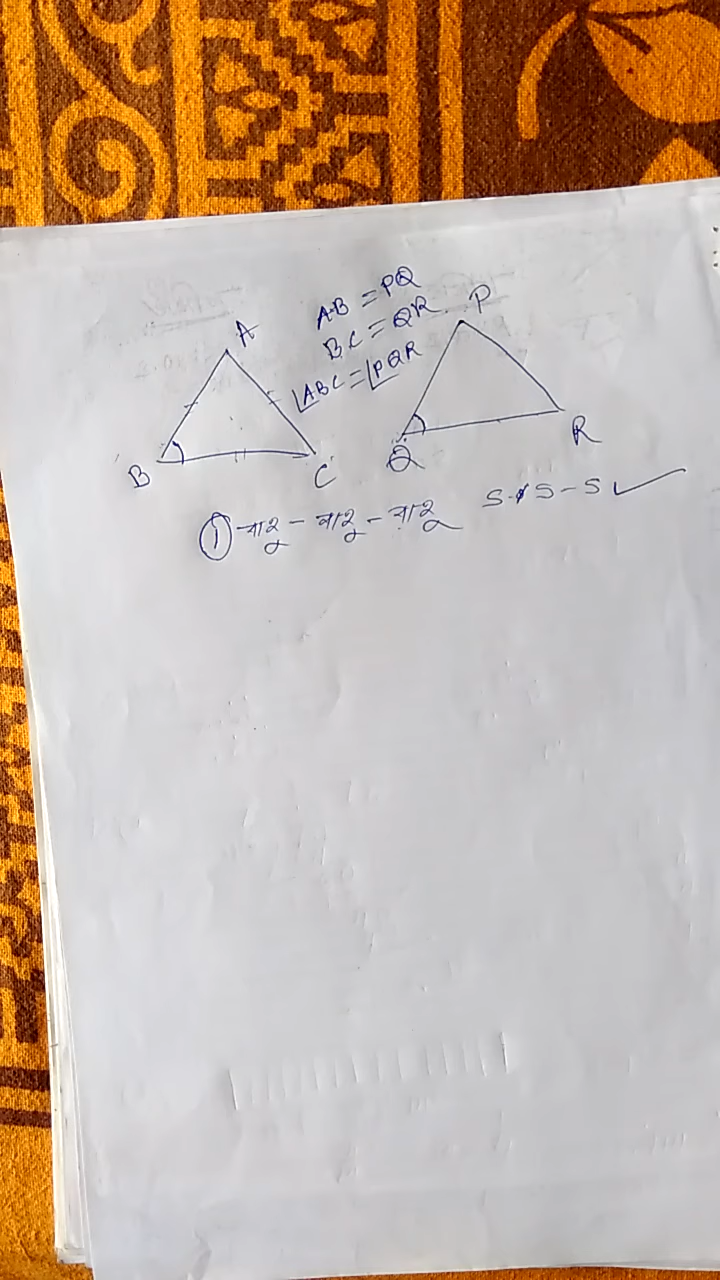 A
AB = PQ
BC = QR
∠ABC = ∠PQR
P
B
C
Q
R
① বাহু - বাহু - বাহু S-S-S ✓